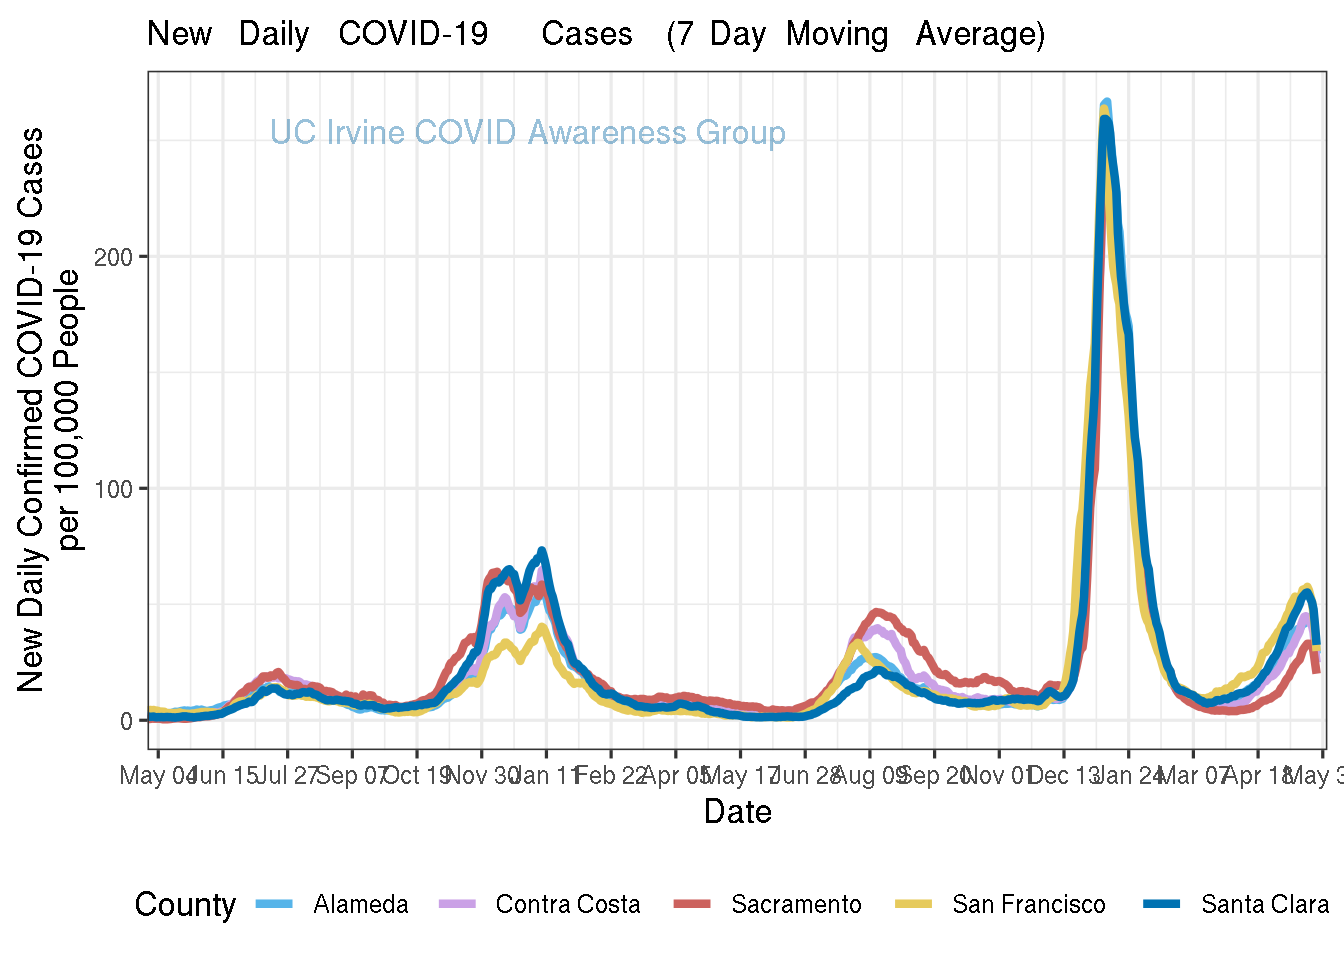 New Daily COVID-19 Cases (7 Day Moving Average)
UC Irvine COVID Awareness Group
New Daily Confirmed COVID-19 Cases
per 100,000 People
200
100
0
May 04 Jun 15 Jul 27 Sep 07 Oct 19 Nov 30 Jan 11 Feb 22 Apr 05 May 17 Jun 28 Aug 09 Sep 20 Nov 01 Dec 13 Jan 24 Mar 07 Apr 18 May 3
Date
County Alameda Contra Costa Sacramento San Francisco Santa Clara